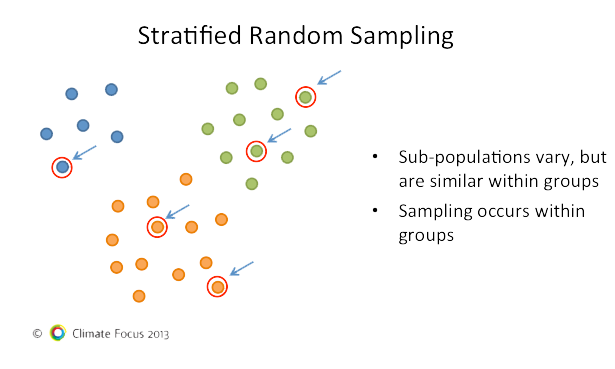 Stratified Random Sampling
• Sub-populations vary, but
are similar within groups
• Sampling occurs within
groups
© Climate Focus 2013